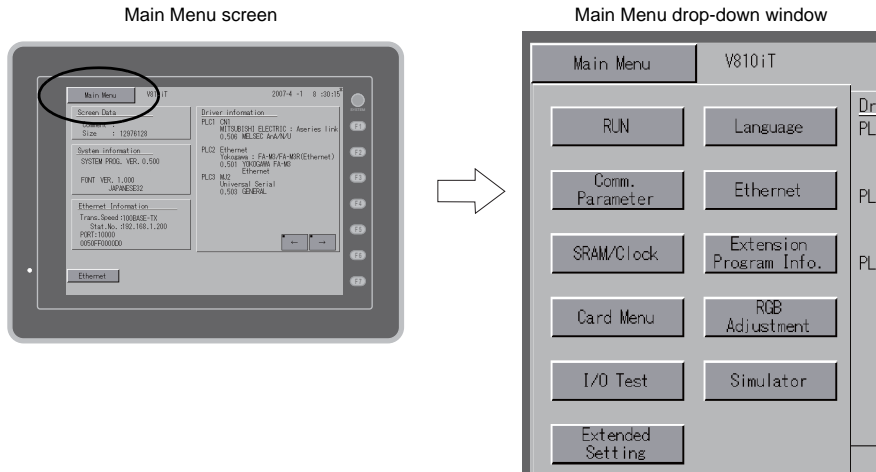 Main Menu screen
Main Menu drop-down window
Main Menu
V810iT
2007-4 -1 8 :30:15
SYSTEM
Screen Data
Comment :
Size : 12976128
System information
SYSTEM PROG. VER. 0.500
FONT VER. 1.000
JAPANESE32
Ethernet Information
Trans.Speed :100BASE-TX
Stat.No. :192.168.1.200
PORT:10000
0050FF0000D0
Ethernet
Driver information
PLC1 CN1
MITSUBISHI ELECTRIC : Aseries link
0.506 MELSEC AnA/N/U
PLC2 Ethernet
Yokogawa : FA-M3/FA-M3R(Ethernet)
0.501 YOKOGAWA FA-M3
Ethernet
PLC3 MJ2
Universal Serial
0.503 GENERAL
← →
F1
F2
F3
F4
F5
F6
F7
Main Menu
V810iT
RUN
Language
Comm.
Parameter
Ethernet
SRAM/Clock
Extension
Program Info.
Card Menu
RGB
Adjustment
I/O Test
Simulator
Extended
Setting
Dr
PL
PL
PL